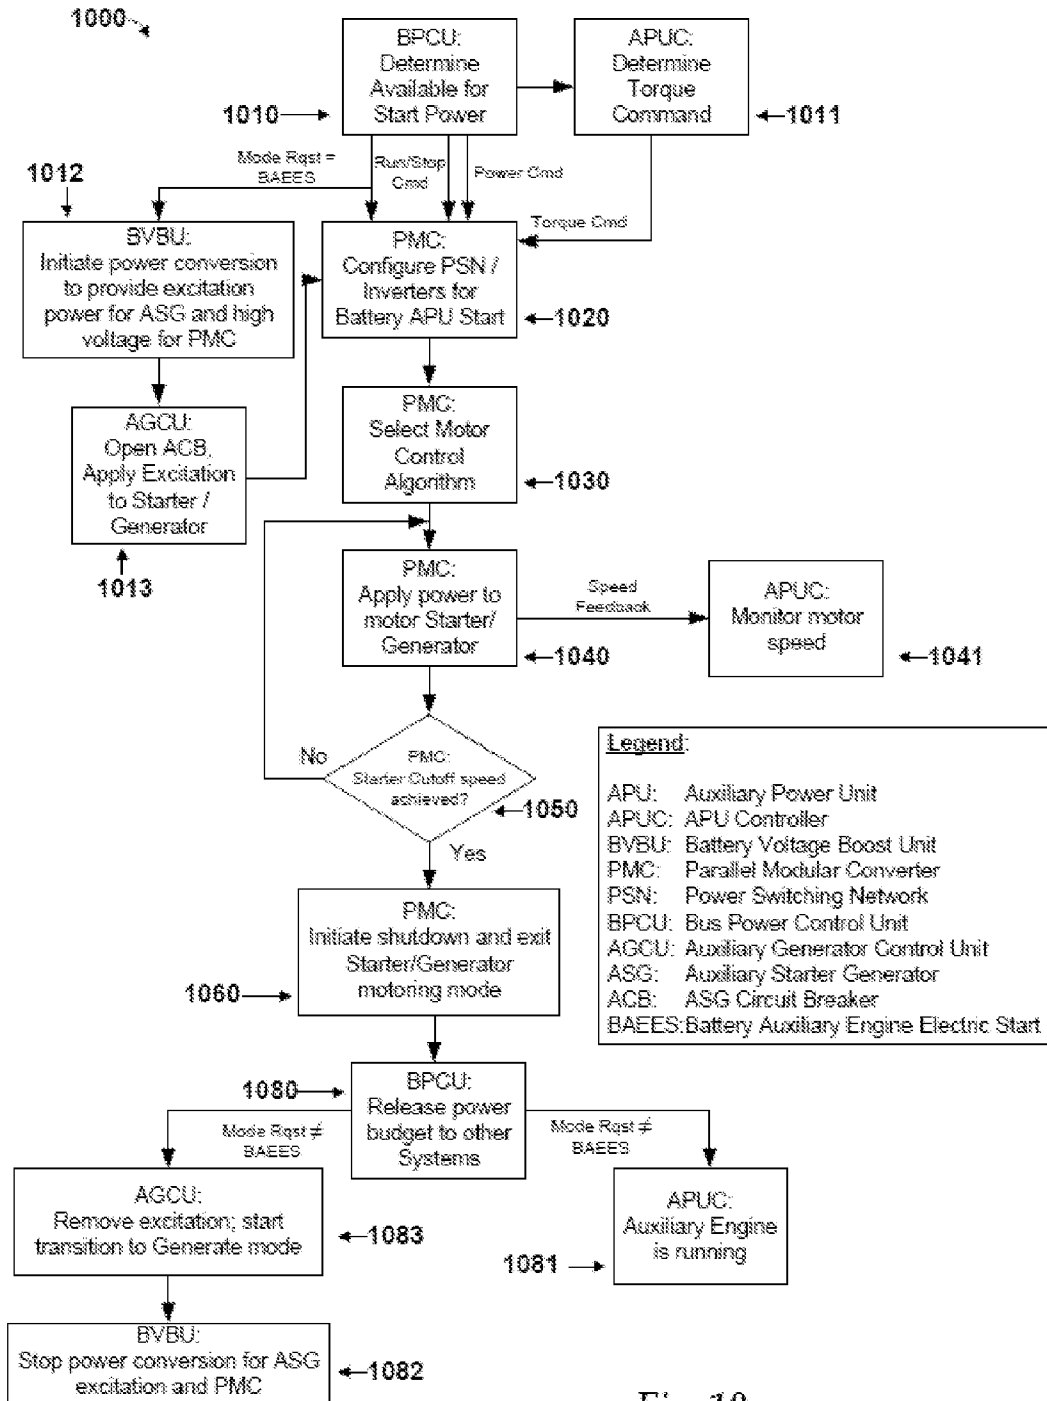 1000
BPCU:
Determine
Available for
Start Power
1010
APUC:
Determine
Torque
Command
1011
Mode Rqst =
BAEES
Run/Stop
Cmd
Power Cmd
Torque Cmd
1012
BVBU:
Initiate power conversion
to provide excitation
power for ASG and high
voltage for PMC
PMC:
Configure PSN /
Inverters for
Battery APU Start
1020
AGCU:
Open ACB,
Apply Excitation
to Starter /
Generator
1013
PMC:
Select Motor
Control
Algorithm
1030
PMC:
Apply power to
motor Starter/
Generator
1040
Speed
Feedback
APUC:
Monitor motor
speed
1041
No
PMC:
Starter Cutoff speed
achieved?
1050
Yes
Legend:
APU: Auxiliary Power Unit
APUC: APU Controller
BVBU: Battery Voltage Boost Unit
PMC: Parallel Modular Converter
PSN: Power Switching Network
BPCU: Bus Power Control Unit
AGCU: Auxiliary Generator Control Unit
ASG: Auxiliary Starter Generator
ACB: ASG Circuit Breaker
BAEES: Battery Auxiliary Engine Electric Start
PMC:
Initiate shutdown and exit
Starter/Generator
motoring mode
1060
1080
BPCU:
Release power
budget to other
Systems
Mode Rqst ≠
BAEES
Mode Rqst ≠
BAEES
AGCU:
Remove excitation; start
transition to Generate mode
1083
APUC:
Auxiliary Engine
is running
1081
BVBU:
Stop power conversion for ASG
excitation and PMC
1082